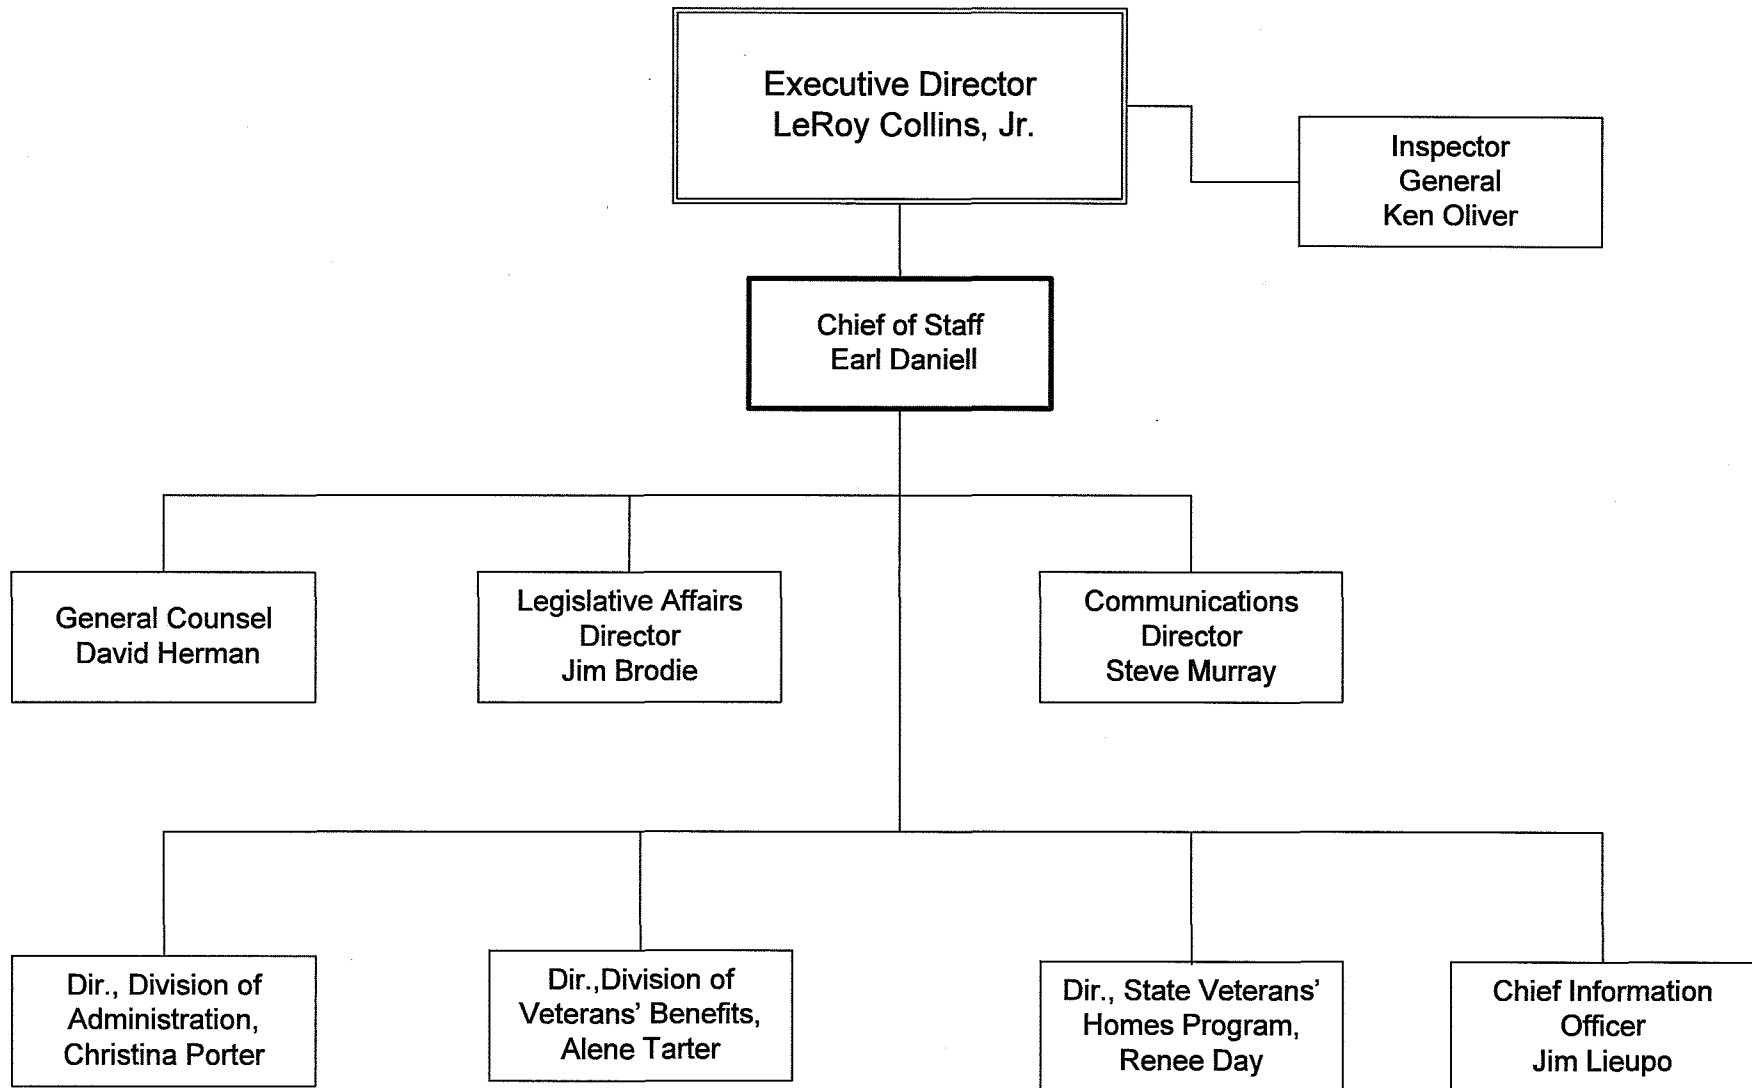 Executive Director
LeRoy Collins, Jr.
Inspector
General
Ken Oliver
Chief of Staff
Earl Daniell
General Counsel
David Herman
Legislative Affairs
Director
Jim Brodie
Communications
Director
Steve Murray
Dir., Division of
Administration,
Christina Porter
Dir.,Division of
Veterans’ Benefits,
Alene Tarter
Dir., State Veterans’
Homes Program,
Renee Day
Chief Information
Officer
Jim Lieupo